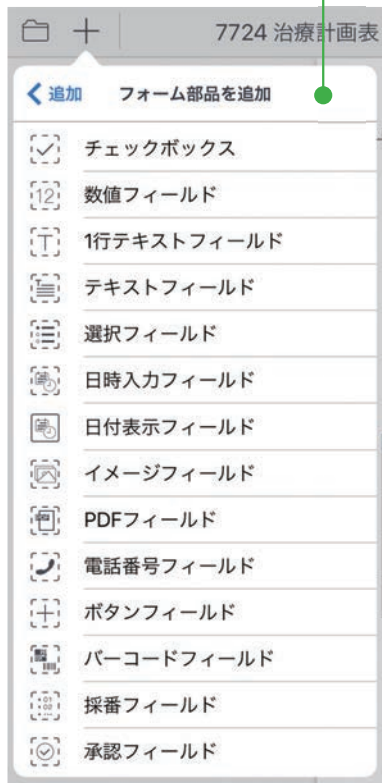 7724 治療計画表
追加 フォーム部品を追加
チェックボックス
12 数値フィールド
T 1行テキストフィールド
テキストフィールド
選択フィールド
日時入力フィールド
日付表示フィールド
イメージフィールド
PDFフィールド
電話番号フィールド
ボタンフィールド
バーコードフィールド
採番フィールド
承認フィールド